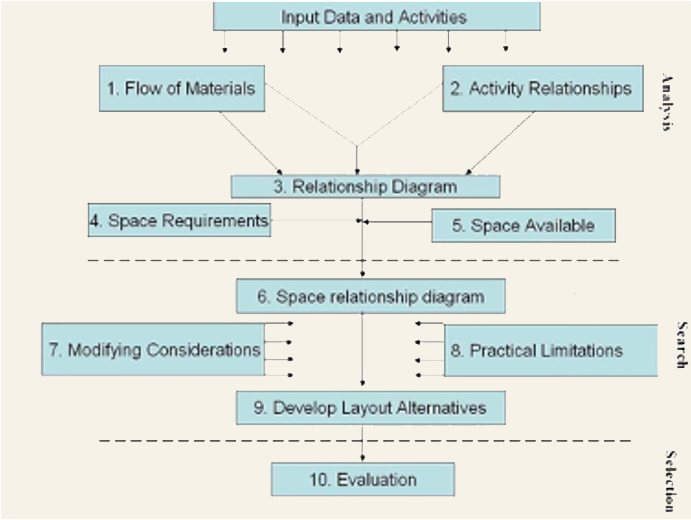 Input Data and Activities
1. Flow of Materials
2. Activity Relationships
Analysis
3. Relationship Diagram
4. Space Requirements
5. Space Available
6. Space relationship diagram
7. Modifying Considerations
8. Practical Limitations
Search
9. Develop Layout Alternatives
10. Evaluation
Selection